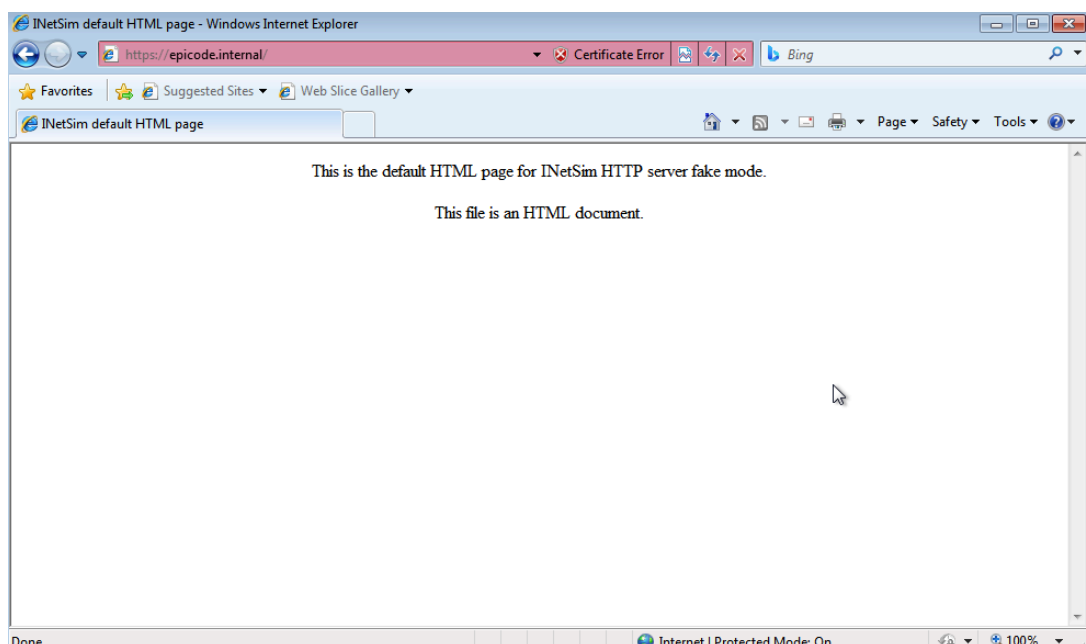 INetSim default HTML page - Windows Internet Explorer
https://epicode.internal/ Certificate Error Bing
Favorites Suggested Sites Web Slice Gallery
INetSim default HTML page Page Safety Tools
This is the default HTML page for INetSim HTTP server fake mode.
This file is an HTML document.
Done Internet | Protected Mode: On 100%